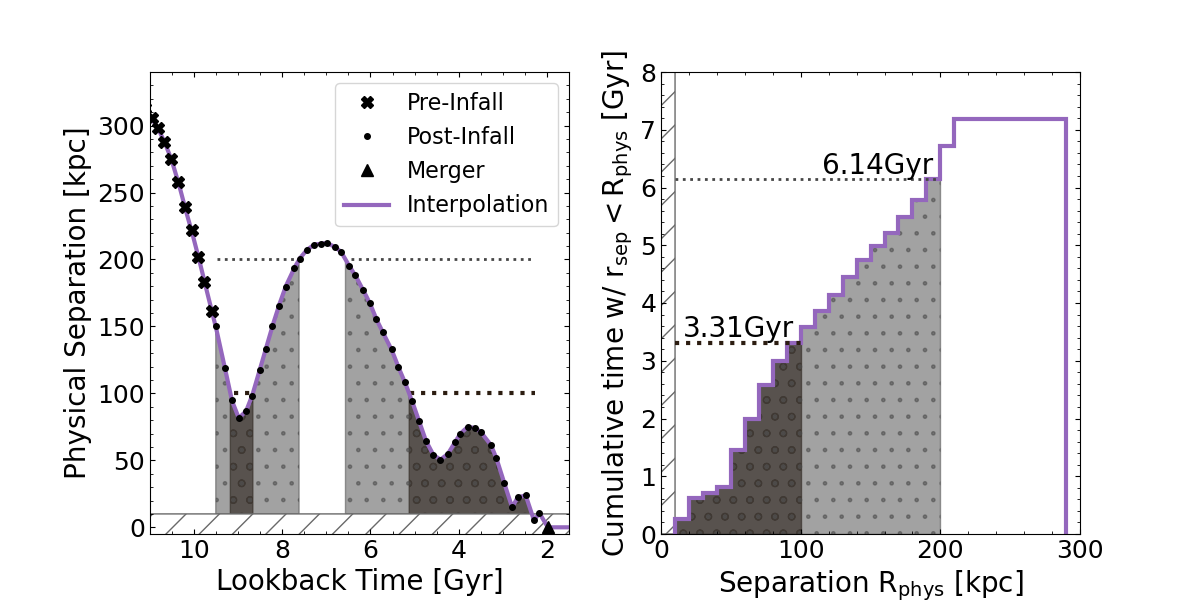 Physical Separation [kpc]
300
250
200
150
100
50
0
10 8 6 4 2
Lookback Time [Gyr]
Pre-Infall
Post-Infall
Merger
Interpolation
Cumulative time w/ r_sep < R_phys [Gyr]
8
7
6
5
4
3
2
1
0
6.14Gyr
3.31Gyr
0 100 200 300
Separation R_phys [kpc]